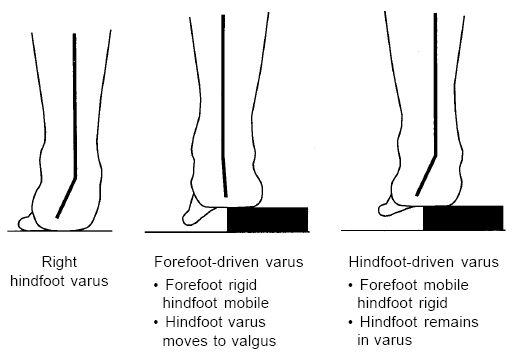 Right
hindfoot varus
Forefoot-driven varus
• Forefoot rigid
hindfoot mobile
• Hindfoot varus
moves to valgus
Hindfoot-driven varus
• Forefoot mobile
hindfoot rigid
• Hindfoot remains
in varus